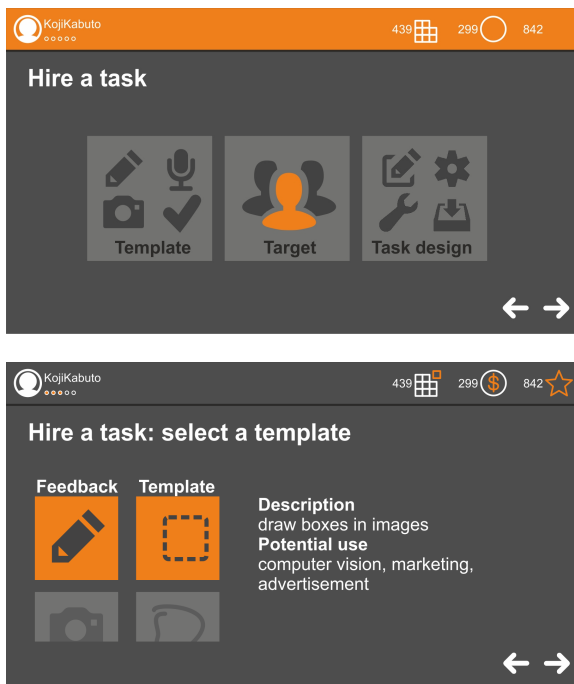 KojiKabuto 439 299 842
Hire a task
Template Target Task design
KojiKabuto 439 299 $ 842
Hire a task: select a template
Feedback Template
Description
draw boxes in images
Potential use
computer vision, marketing,
advertisement